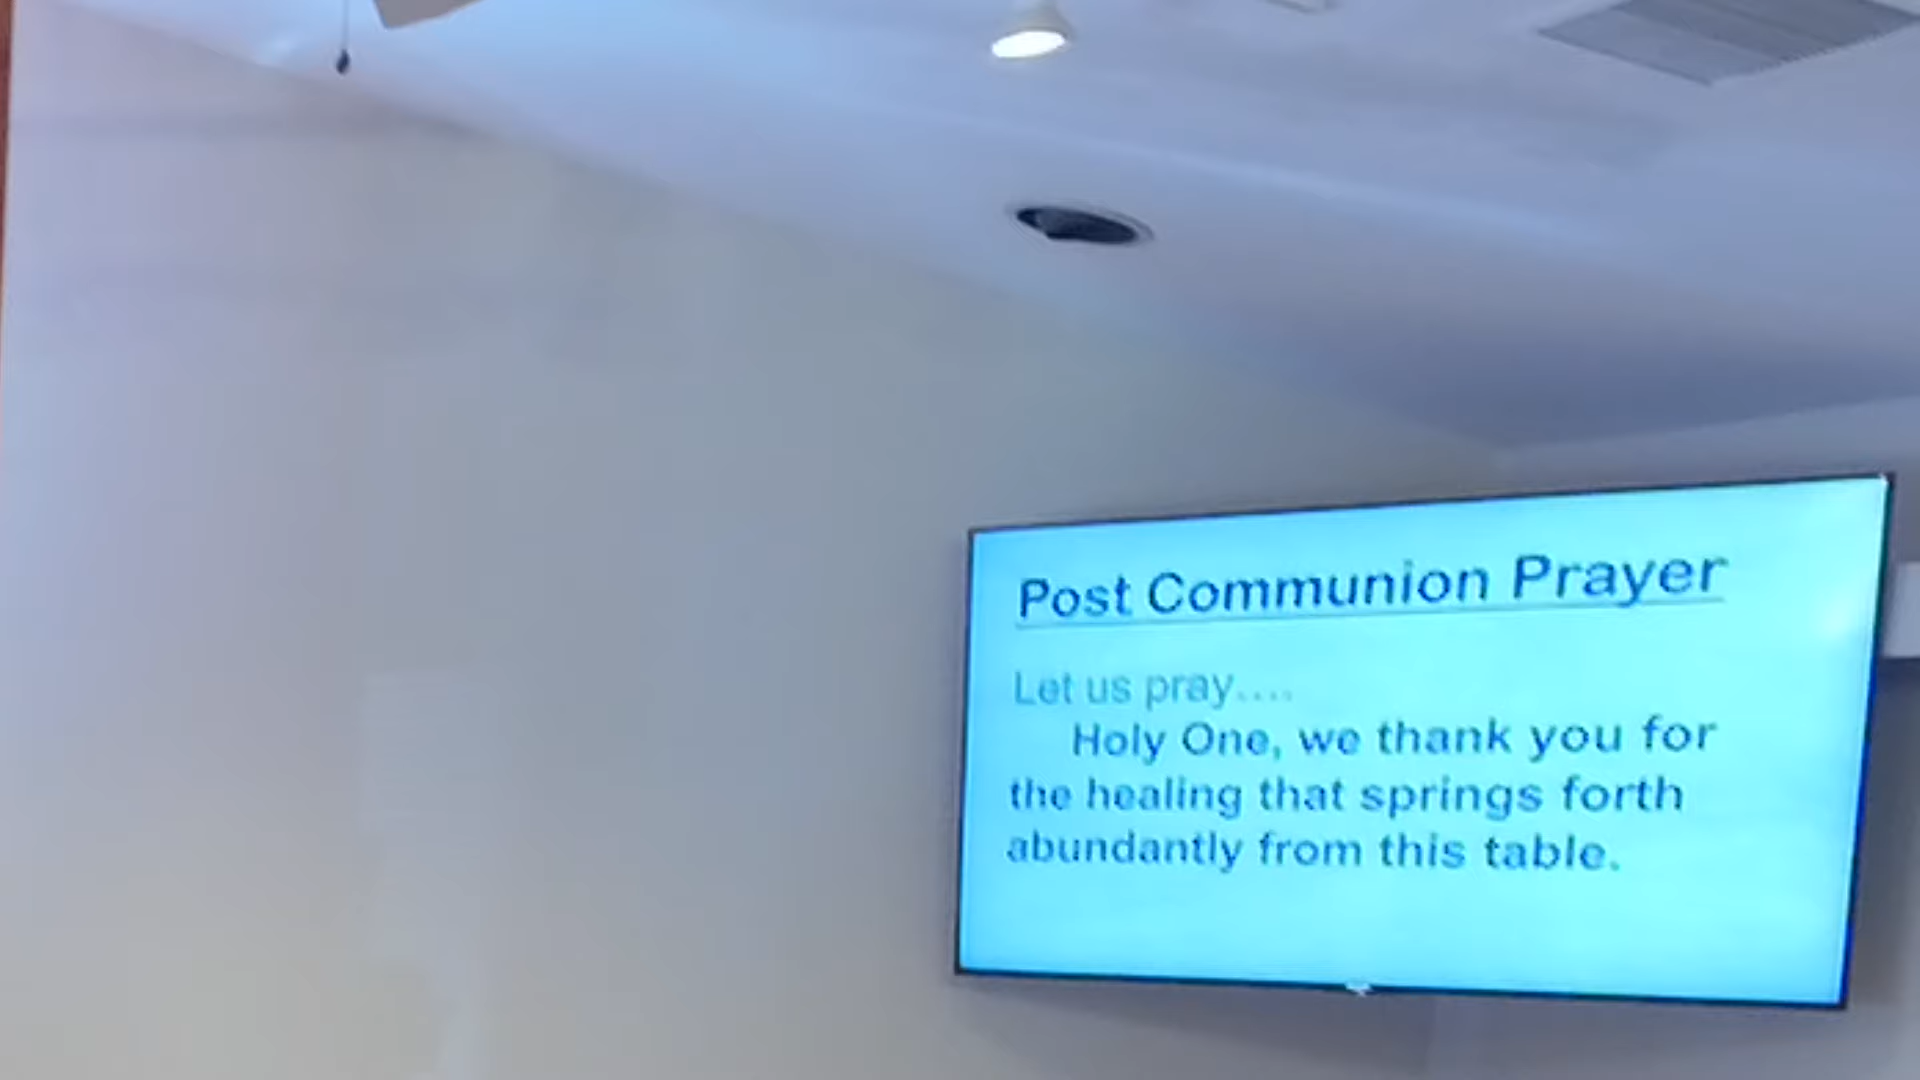 Post Communion Prayer
Let us pray....
Holy One, we thank you for
the healing that springs forth
abundantly from this table.